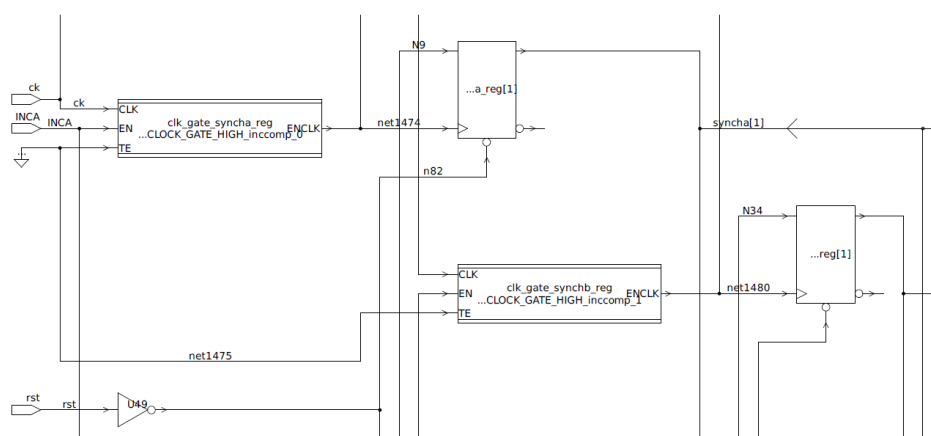 N9
...a_reg[1]
ck
ck
CLK
clk_gate_syncha_reg
...CLOCK_GATE_HIGH_inccomp_0
ENCLK
INCA
INCA
EN
TE
...
net1474
syncha[1]
n82
N34
...reg[1]
CLK
clk_gate_synchb_reg
...CLOCK_GATE_HIGH_inccomp_1
EN
ENCLK
TE
net1480
net1475
rst
rst
U49